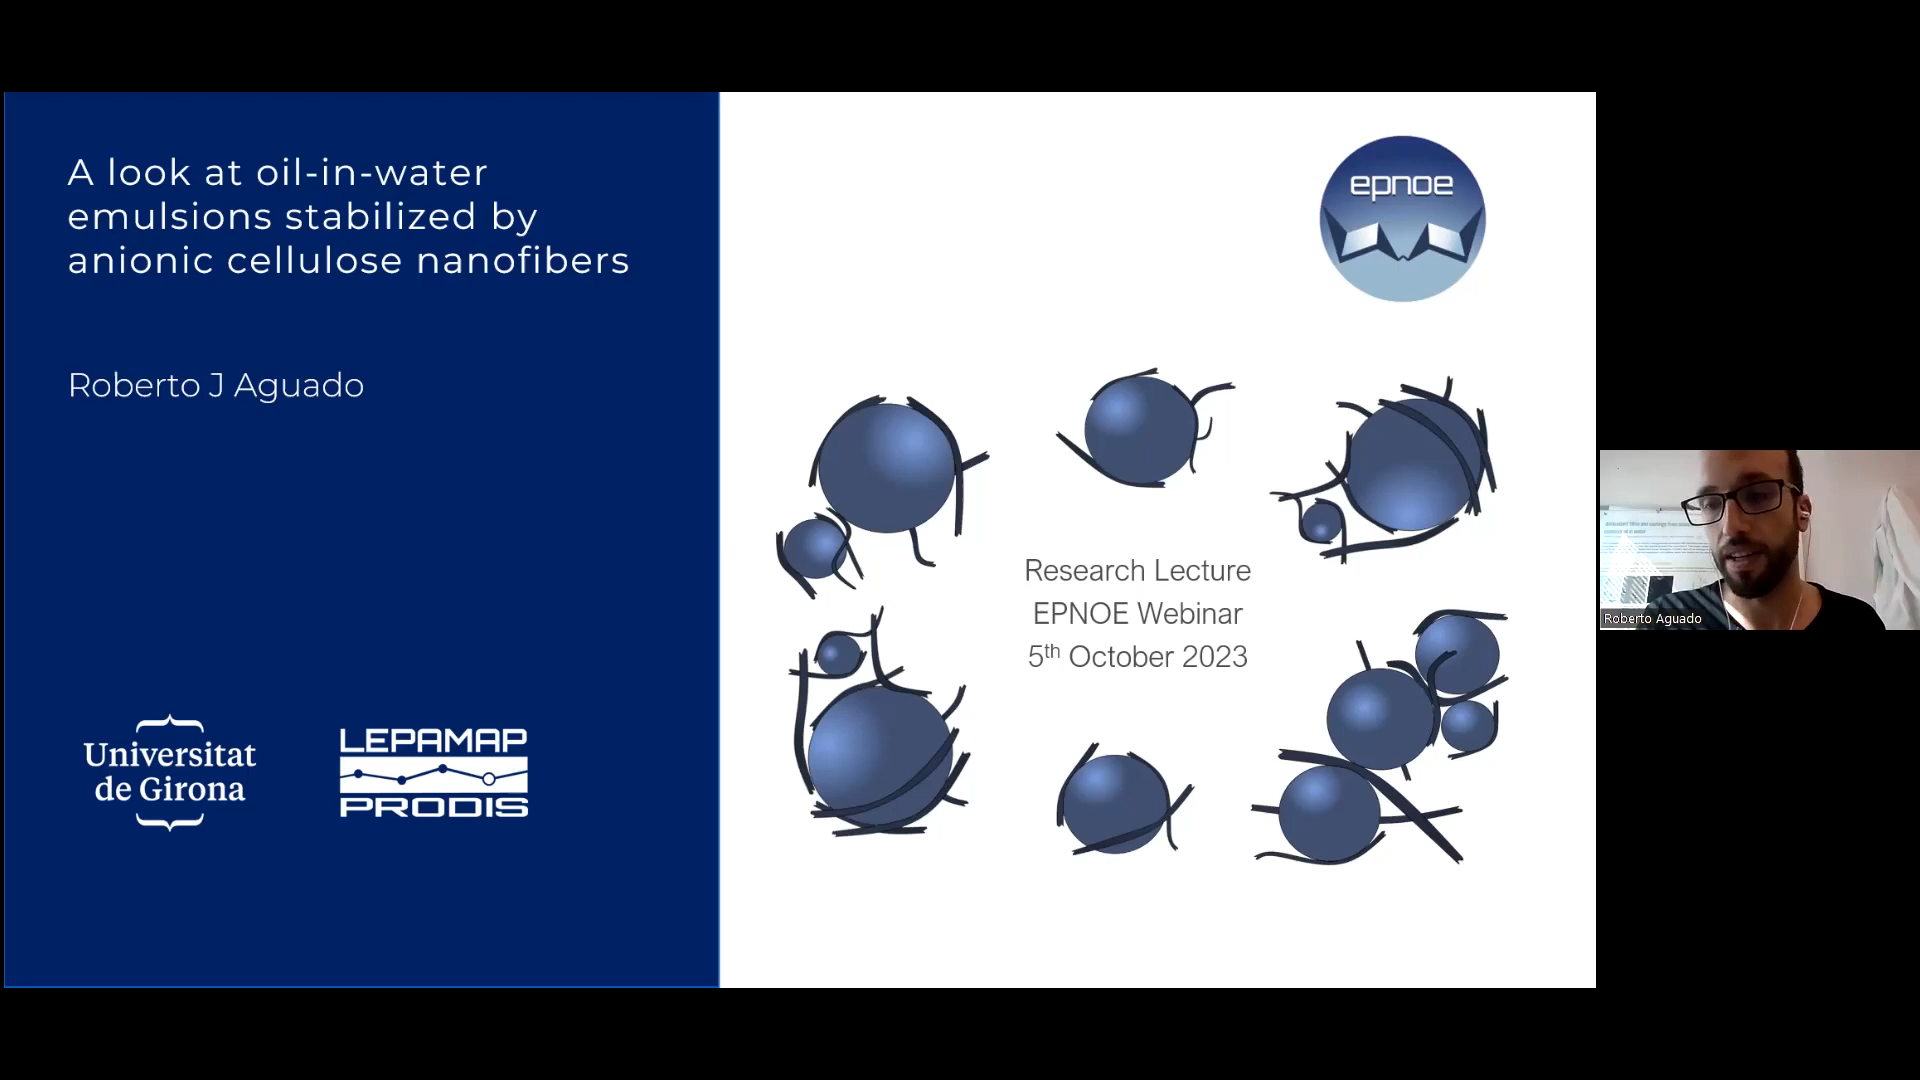 A look at oil-in-water
emulsions stabilized by
anionic cellulose nanofibers
Roberto J Aguado
Universitat
de Girona
LEPAMAP
PRODIS
epnoe
Research Lecture
EPNOE Webinar
5th October 2023
Roberto Aguado